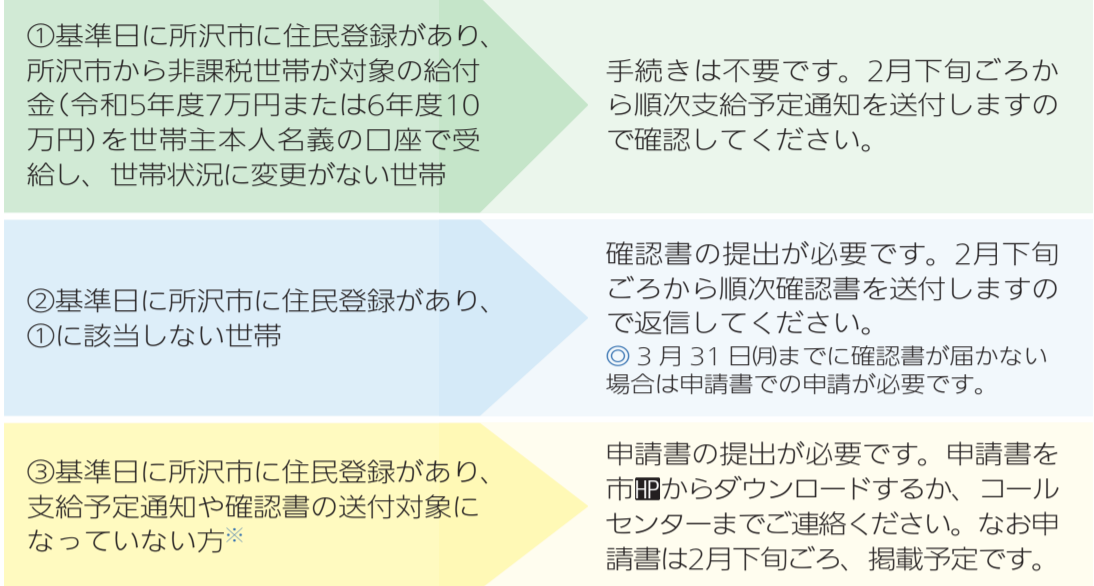 ①基準日に所沢市に住民登録があり、
所沢市から非課税世帯が対象の給付
金(令和5年度7万円または6年度10
万円)を世帯主本人名義の口座で受
給し、世帯状況に変更がない世帯
手続きは不要です。2月下旬ごろか
ら順次支給予定通知を送付しますの
で確認してください。
②基準日に所沢市に住民登録があり、
①に該当しない世帯
確認書の提出が必要です。2月下旬
ごろから順次確認書を送付しますの
で返信してください。
◎3月31日㈪までに確認書が届かない
場合は申請書での申請が必要です。
③基準日に所沢市に住民登録があり、
支給予定通知や確認書の送付対象に
なっていない方※
申請書の提出が必要です。申請書を
市HPからダウンロードするか、コール
センターまでご連絡ください。なお申
請書は2月下旬ごろ、掲載予定です。